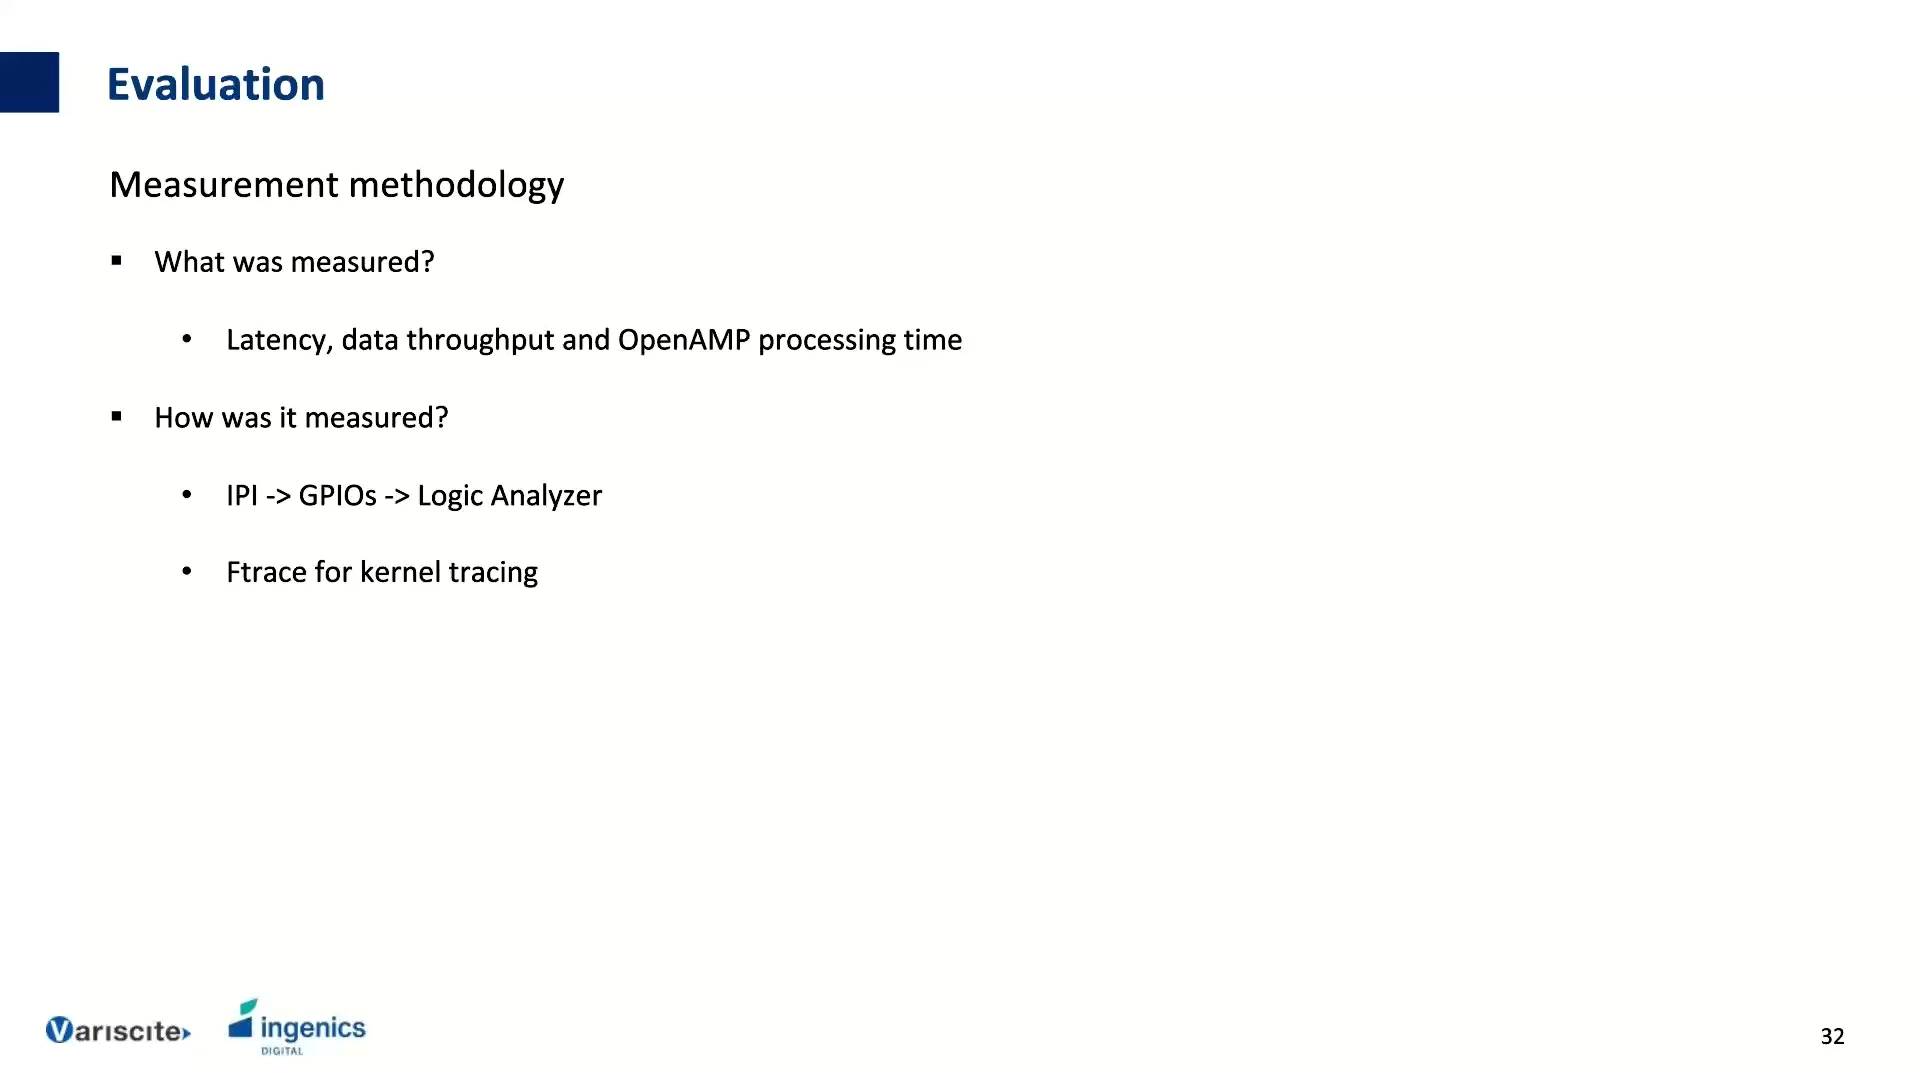 Evaluation
Measurement methodology
▪ What was measured?
• Latency, data throughput and OpenAMP processing time
▪ How was it measured?
• IPI -> GPIOs -> Logic Analyzer
• Ftrace for kernel tracing
Variscite
ingenics
DIGITAL
32